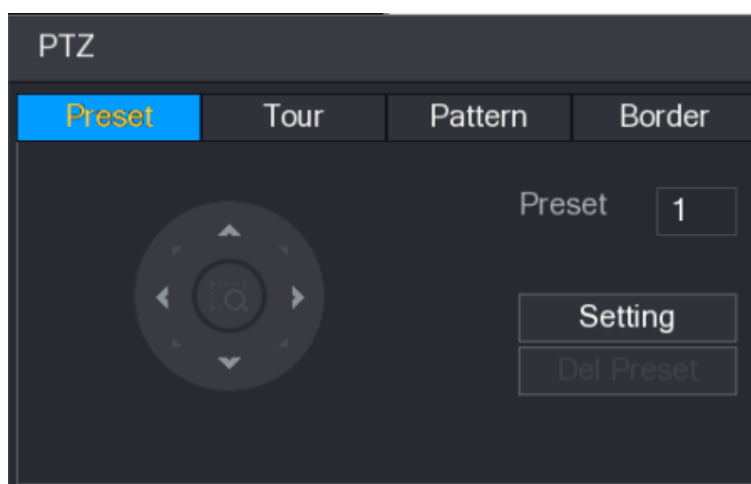 PTZ
Preset Tour Pattern Border
Preset 1
Setting
Del Preset